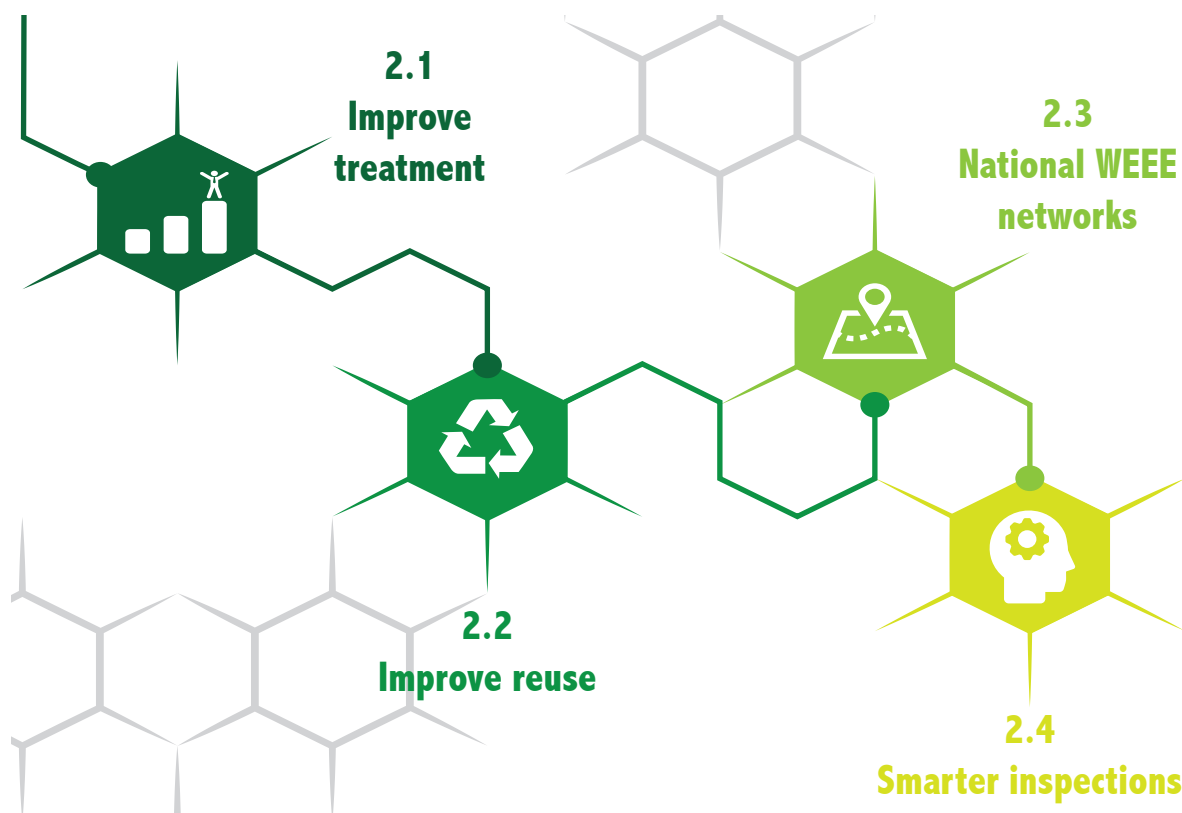 2.1
Improve
treatment
2.3
National WEEE
networks
2.2
Improve reuse
2.4
Smarter inspections